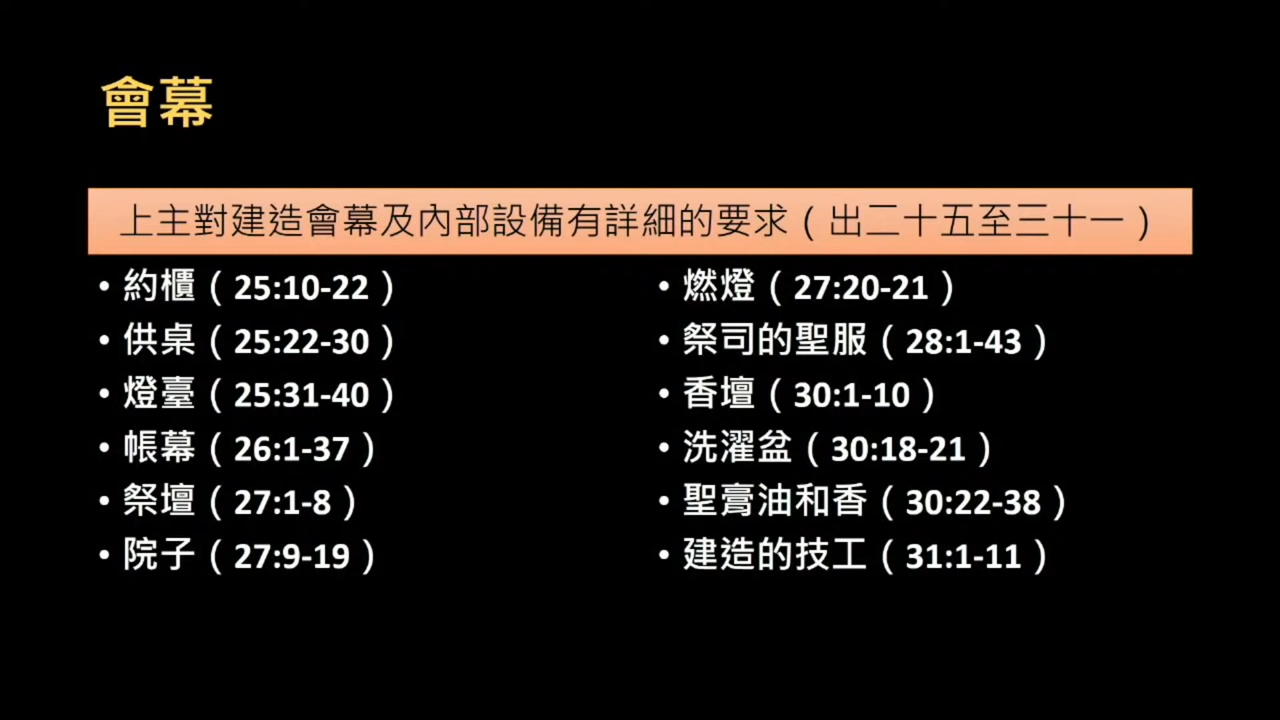 會幕
上主對建造會幕及內部設備有詳細的要求（出二十五至三十一）
• 約櫃（25:10-22）
• 供桌（25:22-30）
• 燈臺（25:31-40）
• 帳幕（26:1-37）
• 祭壇（27:1-8）
• 院子（27:9-19）
• 燃燈（27:20-21）
• 祭司的聖服（28:1-43）
• 香壇（30:1-10）
• 洗濯盆（30:18-21）
• 聖膏油和香（30:22-38）
• 建造的技工（31:1-11）